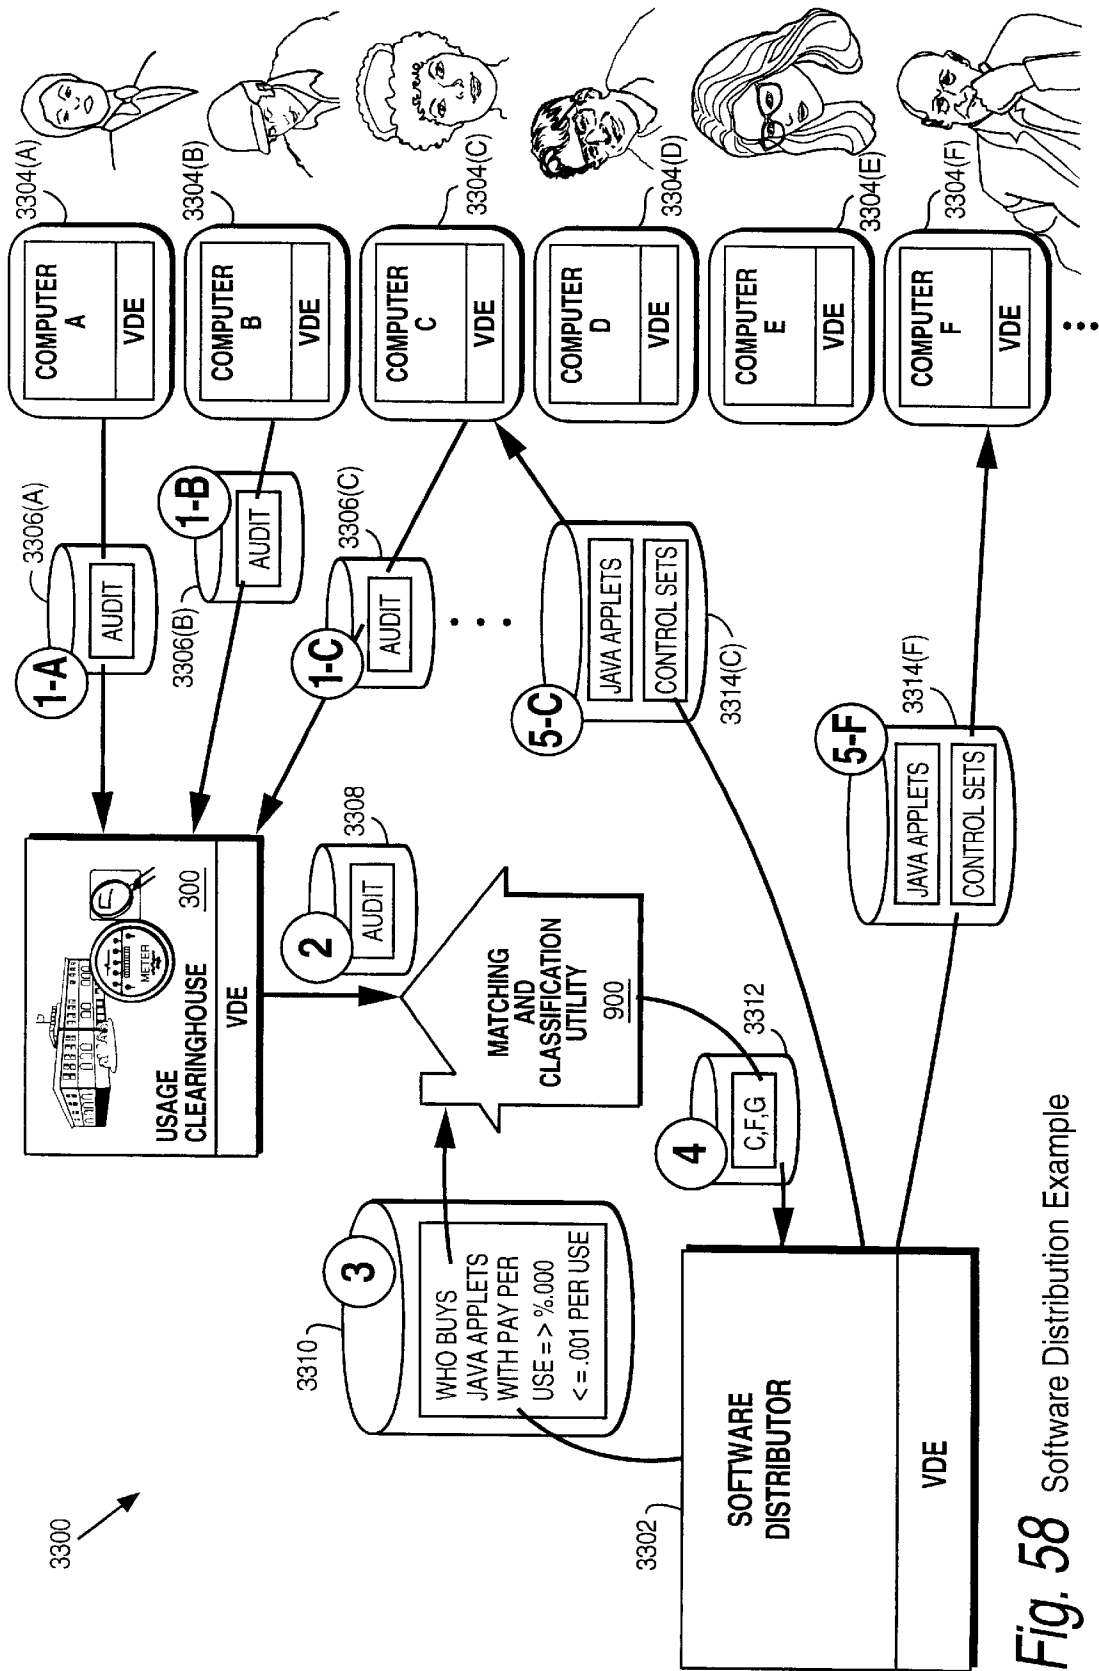 3300
USAGE
CLEARINGHOUSE
300
METER
VDE
1-A
AUDIT
3306(A)
COMPUTER
A
VDE
3304(A)
3306(B)
1-B
AUDIT
COMPUTER
B
VDE
3304(B)
1-C
AUDIT
3306(C)
COMPUTER
C
VDE
3304(C)
COMPUTER
D
VDE
3304(D)
COMPUTER
E
VDE
3304(E)
COMPUTER
F
VDE
3304(F)
2
AUDIT
3308
3310
3
WHO BUYS
JAVA APPLETS
WITH PAY PER
USE = > %.000
< = .001 PER USE
MATCHING
AND
CLASSIFICATION
UTILITY
900
4
C,F,G
3312
5-C
JAVA APPLETS
CONTROL SETS
3314(C)
5-F
JAVA APPLETS
CONTROL SETS
3314(F)
3302
SOFTWARE
DISTRIBUTOR
VDE
Fig. 58 Software Distribution Example